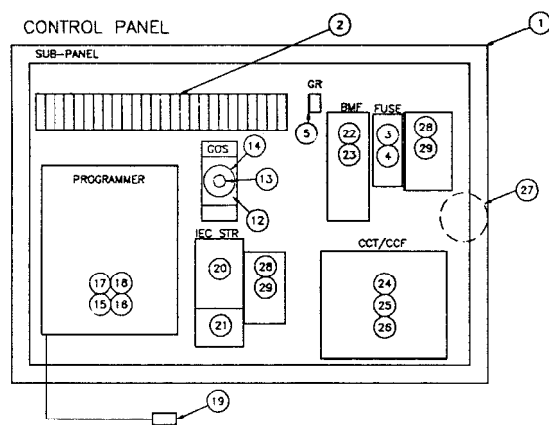 CONTROL PANEL
2
1
SUB-PANEL
GR
5
BMF
FUSE
22
23
3
4
28
29
GOS
14
13
12
27
PROGRAMMER
17 18
15 16
IEC STR
20
21
28
29
CCT/CCF
24
25
26
19